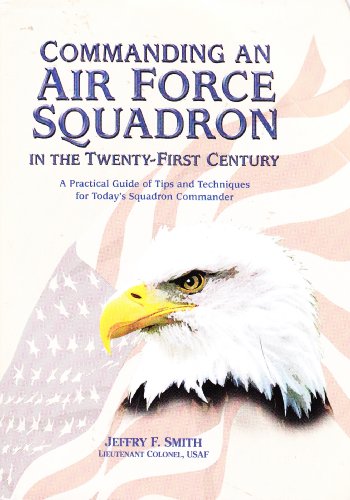 COMMANDING AN
AIR FORCE
SQUADRON
IN THE TWENTY-FIRST CENTURY
A Practical Guide of Tips and Techniques
for Today's Squadron Commander
JEFFRY F. SMITH
LIEUTENANT COLONEL, USAF